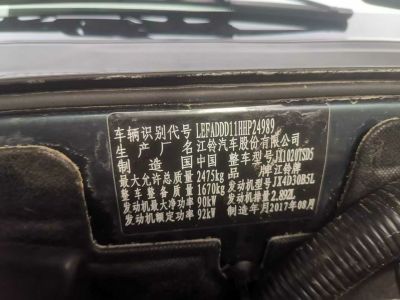 车辆识别代号 LEFADDD11HHP24989
生产厂名 江铃汽车股份有限公司
制造国 中国 整车型号 JX1020TSD5
最大允许总质量 2475kg 品牌 江铃牌
整车整备质量 1670kg 发动机型号 JX4D30B5L
发动机最大净功率 90kW 发动机排量 2.892L
发动机额定功率 92kW 制造年月 2017年08月